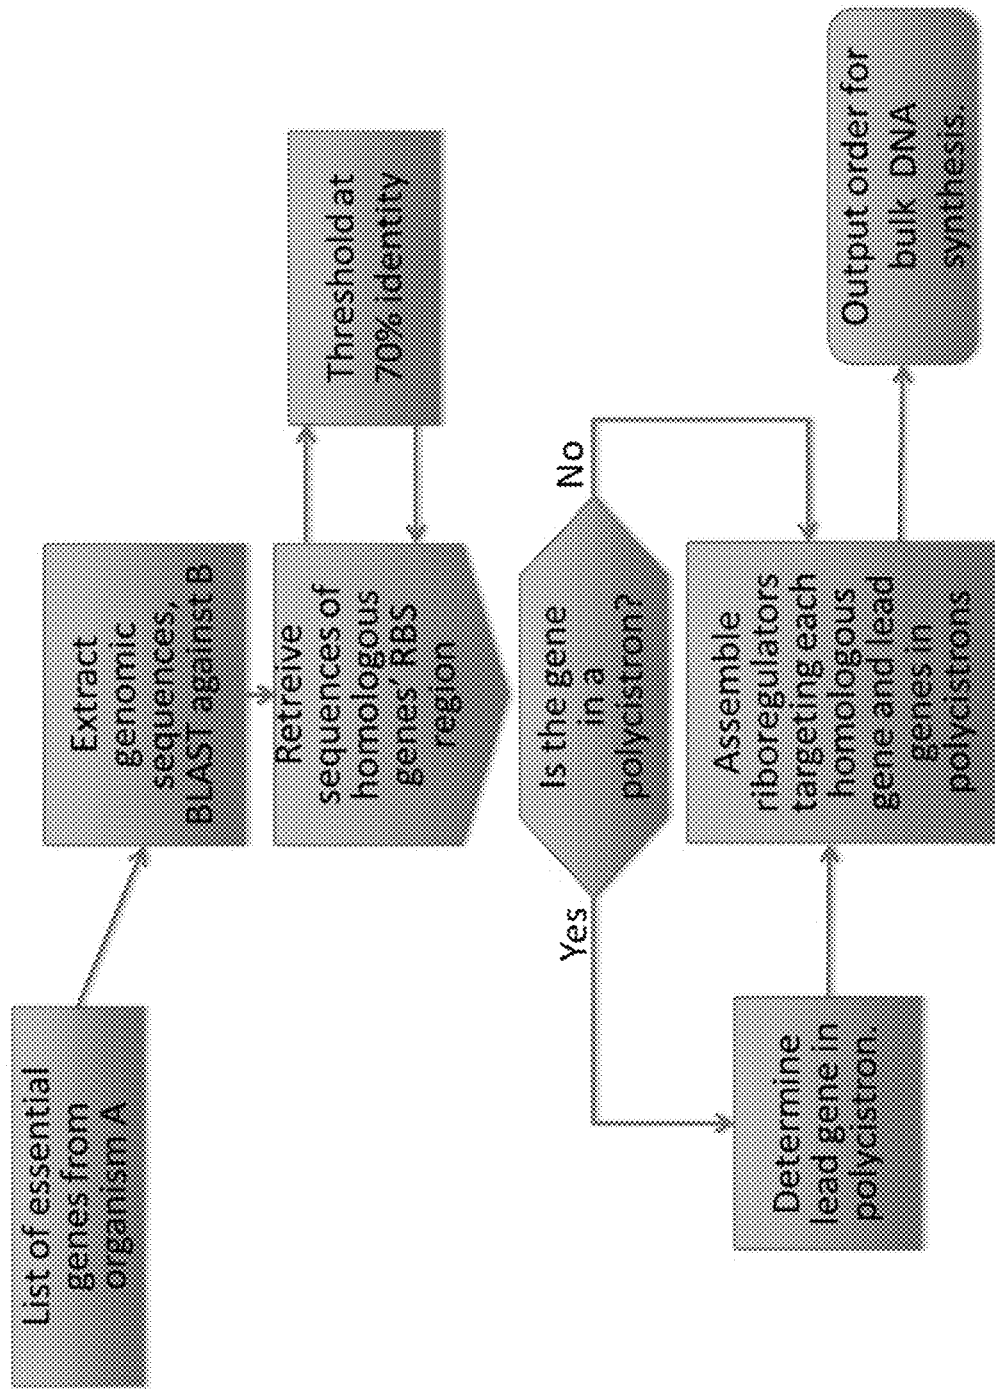 List of essential
genes from
organism A
Extract
genomic
sequences,
BLAST against B
Retreive
sequences of
homologous
genes' RBS
region
Threshold at
70% identity
Is the gene
in a
polycistron?
Yes
No
Determine
lead gene in
polycistron.
Assemble
riboregulators
targeting each
homologous
gene and lead
genes in
polycistrons
Output order for
bulk DNA
synthesis.